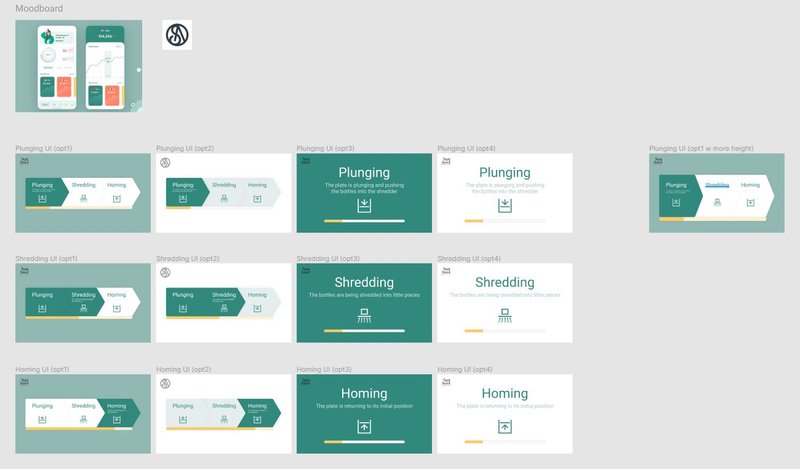 Moodboard
Plunging UI (opt1)
Plunging UI (opt2)
Plunging UI (opt3)
Plunging UI (opt4)
Plunging UI (opt1 w more height)
Plunging
Shredding
Homing
Plunging
Shredding
Homing
Plunging
The plate is plunging and pushing
the bottles into the shredder
Plunging
The plate is plunging and pushing
the bottles into the shredder
Plunging
Shredding
Homing
Shredding UI (opt1)
Shredding UI (opt2)
Shredding UI (opt3)
Shredding UI (opt4)
Plunging
Shredding
Homing
Plunging
Shredding
Homing
Shredding
The bottles are being shredded into little pieces
Shredding
The bottles are being shredded into little pieces
Homing UI (opt1)
Homing UI (opt2)
Homing UI (opt3)
Homing UI (opt4)
Plunging
Shredding
Homing
Plunging
Shredding
Homing
Homing
The plate is returning to its initial position
Homing
The plate is returning to its initial position